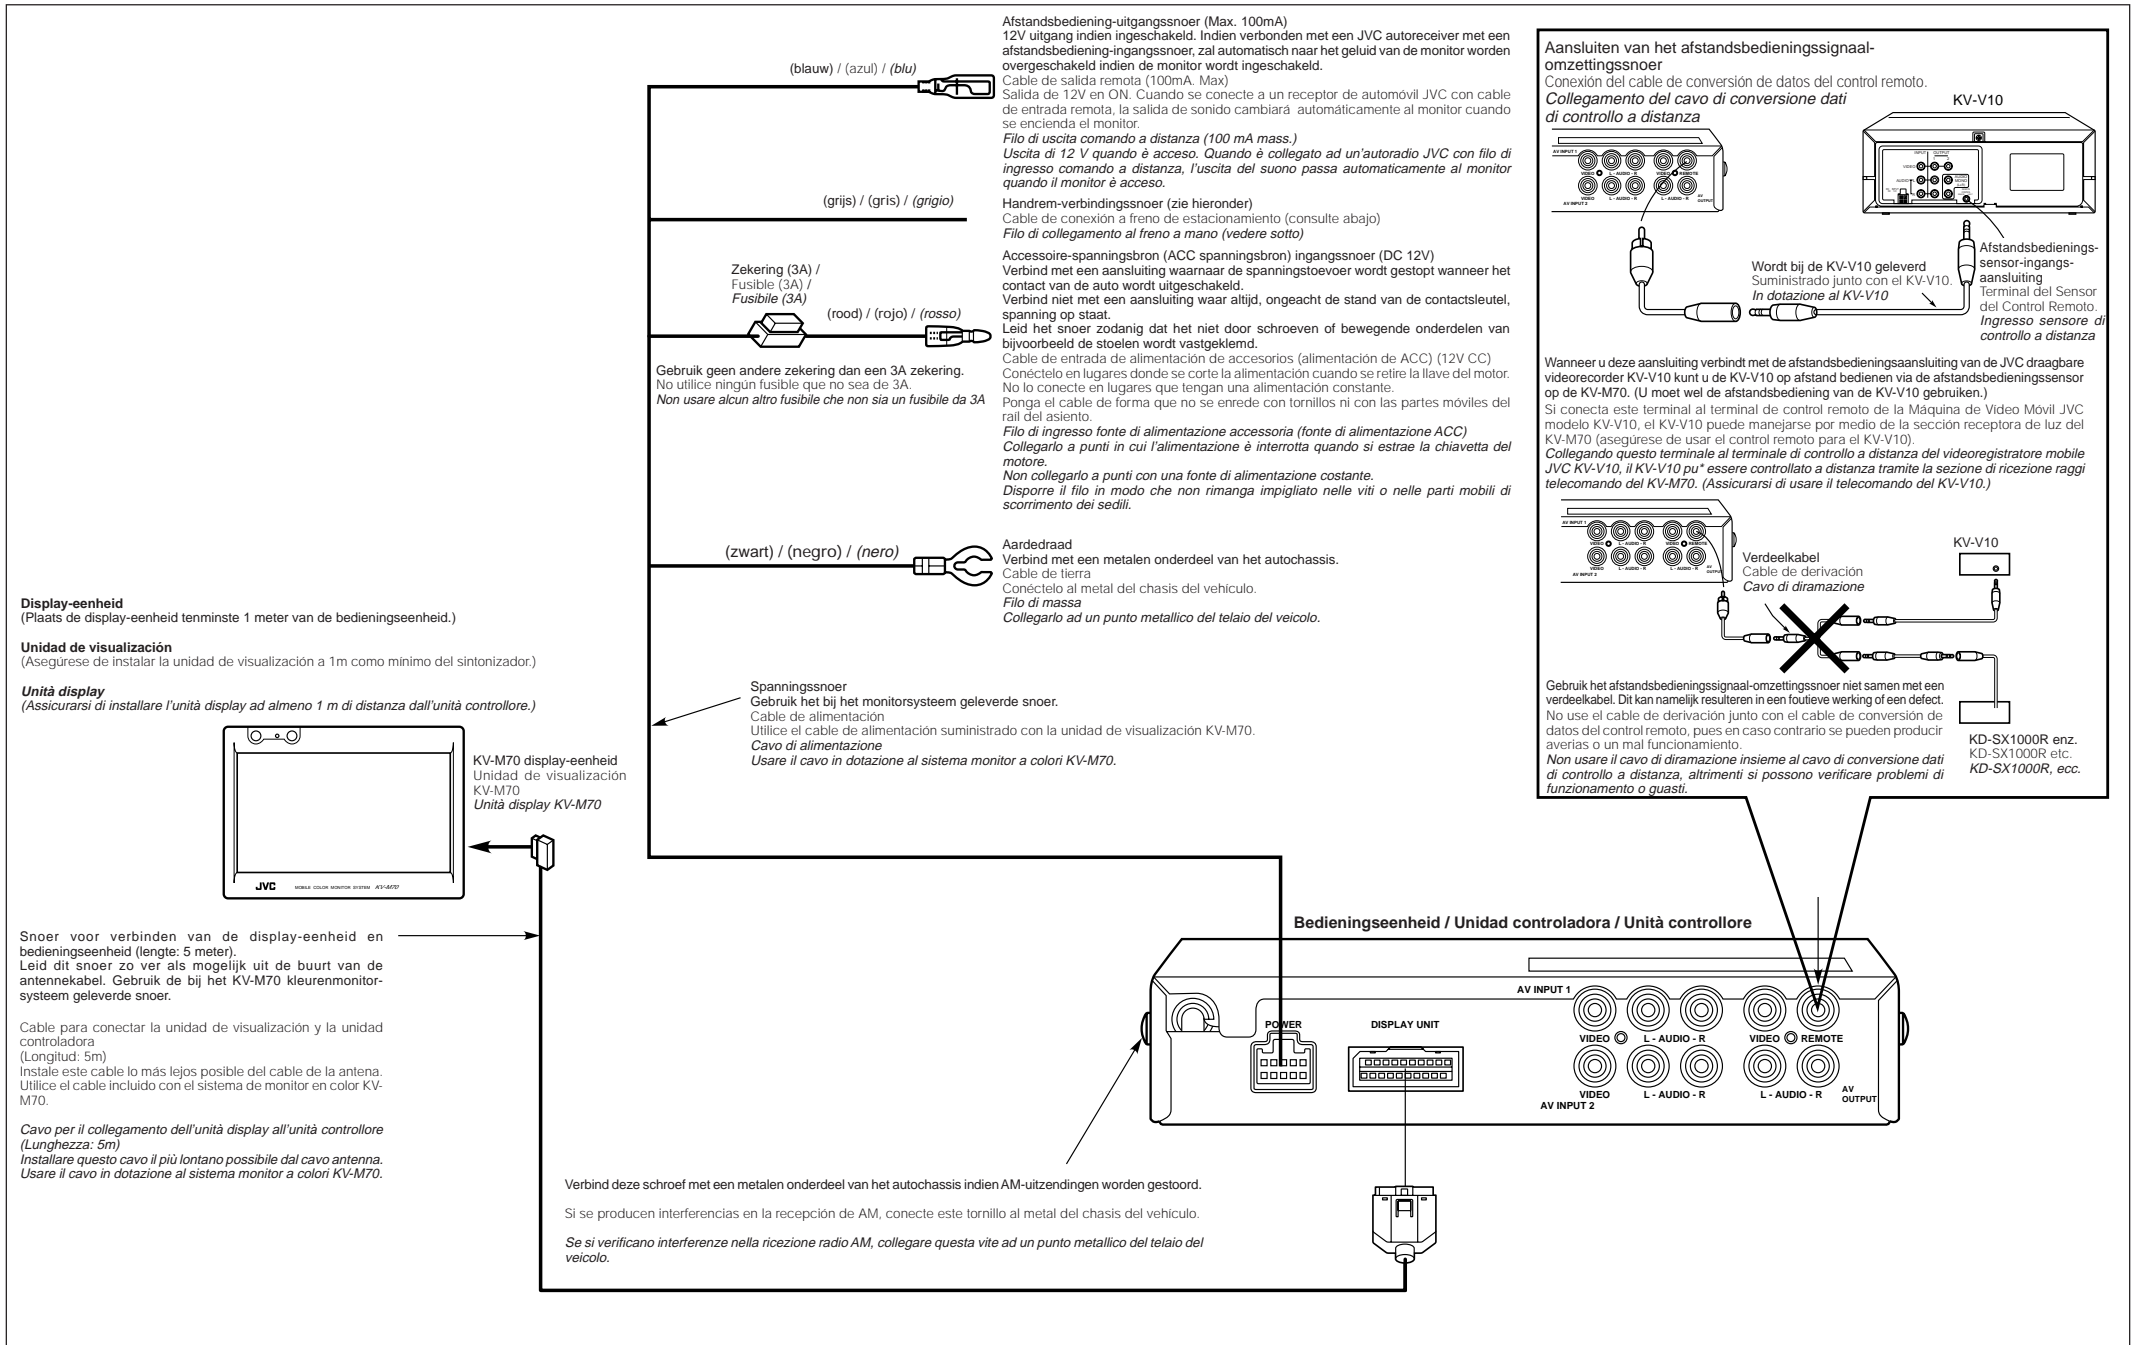 (blauw) / (azul) / (blu)
Afstandsbediening-uitgangssnoer (Max. 100mA)
12V uitgang indien ingeschakeld. Indien verbonden met een JVC autoreceiver met een
afstandsbediening-ingangssnoer, zal automatisch naar het geluid van de monitor worden
overgeschakeld indien de monitor wordt ingeschakeld.
Cable de salida remota (100mA. Max)
Salida de 12V en ON. Cuando se conecte a un receptor de automóvil JVC con cable
de entrada remota, la salida de sonido cambiará automáticamente al monitor cuando
se encienda el monitor.
Filo di uscita comando a distanza (100 mA mass.)
Uscita di 12 V quando è acceso. Quando è collegato ad un'autoradio JVC con filo di
ingresso comando a distanza, l'uscita del suono passa automaticamente al monitor
quando il monitor è acceso.
(grijs) / (gris) / (grigio)
Handrem-verbindingssnoer (zie hieronder)
Cable de conexión a freno de estacionamiento (consulte abajo)
Filo di collegamento al freno a mano (vedere sotto)
Zekering (3A) /
Fusible (3A) /
Fusibile (3A)
(rood) / (rojo) / (rosso)
Gebruik geen andere zekering dan een 3A zekering.
No utilice ningún fusible que no sea de 3A.
Non usare alcun altro fusibile che non sia un fusibile da 3A
Accessoire-spanningsbron (ACC spanningsbron) ingangssnoer (DC 12V)
Verbind met een aansluiting waarnaar de spanningstoevoer wordt gestopt wanneer het
contact van de auto wordt uitgeschakeld.
Verbind niet met een aansluiting waar altijd, ongeacht de stand van de contactsleutel,
spanning op staat.
Leid het snoer zodanig dat het niet door schroeven of bewegende onderdelen van
bijvoorbeeld de stoelen wordt vastgeklemd.
Cable de entrada de alimentación de accesorios (alimentación de ACC) (12V CC)
Conéctelo en lugares donde se corte la alimentación cuando se retire la llave del motor.
No lo conecte en lugares que tengan una alimentación constante.
Ponga el cable de forma que no se enrede con tornillos ni con las partes móviles del
raíl del asiento.
Filo di ingresso fonte di alimentazione accessoria (fonte di alimentazione ACC)
Collegarlo a punti in cui l'alimentazione è interrotta quando si estrae la chiavetta del
motore.
Non collegarlo a punti con una fonte di alimentazione costante.
Disporre il filo in modo che non rimanga impigliato nelle viti o nelle parti mobili di
scorrimento dei sedili.
(zwart) / (negro) / (nero)
Aardedraad
Verbind met een metalen onderdeel van het autochassis.
Cable de tierra
Conéctelo al metal del chasis del vehículo.
Filo di massa
Collegarlo ad un punto metallico del telaio del veicolo.
Display-eenheid
(Plaats de display-eenheid tenminste 1 meter van de bedieningseenheid.)
Unidad de visualización
(Asegúrese de instalar la unidad de visualización a 1m como mínimo del sintonizador.)
Unità display
(Assicurarsi di installare l'unità display ad almeno 1 m di distanza dall'unità controllore.)
KV-M70 display-eenheid
Unidad de visualización
KV-M70
Unità display KV-M70
JVC MOBILE COLOR MONITOR SYSTEM KV-M70
Spanningssnoer
Gebruik het bij het monitorsysteem geleverde snoer.
Cable de alimentación
Utilice el cable de alimentación suministrado con la unidad de visualización KV-M70.
Cavo di alimentazione
Usare il cavo in dotazione al sistema monitor a colori KV-M70.
Snoer voor verbinden van de display-eenheid en
bedieningseenheid (lengte: 5 meter).
Leid dit snoer zo ver als mogelijk uit de buurt van de
antennekabel. Gebruik de bij het KV-M70 kleurenmonitor-
systeem geleverde snoer.
Cable para conectar la unidad de visualización y la unidad
controladora
(Longitud: 5m)
Instale este cable lo más lejos posible del cable de la antena.
Utilice el cable incluido con el sistema de monitor en color KV-
M70.
Cavo per il collegamento dell'unità display all'unità controllore
(Lunghezza: 5m)
Installare questo cavo il più lontano possibile dal cavo antenna.
Usare il cavo in dotazione al sistema monitor a colori KV-M70.
Aansluiten van het afstandsbedieningssignaal-
omzettingssnoer
Conexión del cable de conversión de datos del control remoto.
Collegamento del cavo di conversione dati
di controllo a distanza
KV-V10
AV INPUT 1
VIDEO L - AUDIO - R VIDEO REMOTE
VIDEO L - AUDIO - R L - AUDIO - R AV
OUTPUT
AV INPUT 2
INPUT OUTPUT
VIDEO
AUDIO
Wordt bij de KV-V10 geleverd
Suministrado junto con el KV-V10.
In dotazione al KV-V10
Afstandsbedienings-
sensor-ingangs-
aansluiting
Terminal del Sensor
del Control Remoto.
Ingresso sensore di
controllo a distanza
Wanneer u deze aansluiting verbindt met de afstandsbedieningsaansluiting van de JVC draagbare
videorecorder KV-V10 kunt u de KV-V10 op afstand bedienen via de afstandsbedieningssensor
op de KV-M70. (U moet wel de afstandsbediening van de KV-V10 gebruiken.)
Si conecta este terminal al terminal de control remoto de la Máquina de Video Móvil JVC
modelo KV-V10, el KV-V10 puede manejarse por medio de la sección receptora de luz del
KV-M70 (asegúrese de usar el control remoto para el KV-V10).
Collegando questo terminale al terminale di controllo a distanza del videoregistratore mobile
JVC KV-V10, il KV-V10 pu* essere controllato a distanza tramite la sezione di ricezione raggi
telecomando del KV-M70. (Assicurarsi di usare il telecomando del KV-V10.)
AV INPUT 1
VIDEO L - AUDIO - R VIDEO REMOTE
VIDEO L - AUDIO - R L - AUDIO - R AV
OUTPUT
AV INPUT 2
Verdeelkabel
Cable de derivación
Cavo di diramazione
KV-V10
Gebruik het afstandsbedieningssignaal-omzettingssnoer niet samen met een
verdeelkabel. Dit kan namelijk resulteren in een foutieve werking of een defect.
No use el cable de derivación junto con el cable de conversión de
datos del control remoto, pues en caso contrario se pueden producir
averias o un mal funcionamiento.
Non usare il cavo di diramazione insieme al cavo di conversione dati
di controllo a distanza, altrimenti si possono verificare problemi di
funzionamento o guasti.
KD-SX1000R enz.
KD-SX1000R etc.
KD-SX1000R, ecc.
Bedieningseenheid / Unidad controladora / Unità controllore
AV INPUT 1
POWER DISPLAY UNIT
VIDEO L - AUDIO - R VIDEO REMOTE
VIDEO L - AUDIO - R L - AUDIO - R AV
OUTPUT
AV INPUT 2
Verbind deze schroef met een metalen onderdeel van het autochassis indien AM-uitzendingen worden gestoord.
Si se producen interferencias en la recepción de AM, conecte este tornillo al metal del chasis del vehículo.
Se si verificano interferenze nella ricezione radio AM, collegare questa vite ad un punto metallico del telaio del
veicolo.